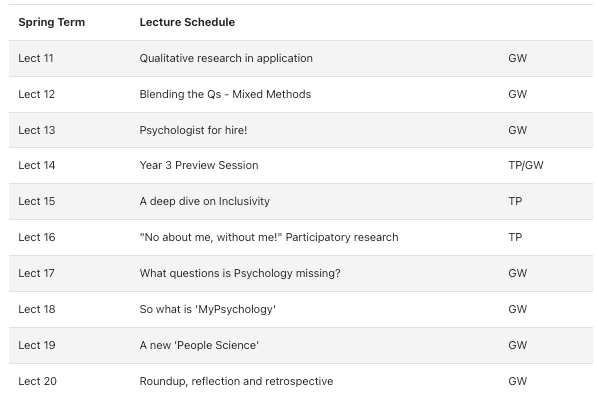 Spring Term Lecture Schedule
Lect 11 Qualitative research in application GW
Lect 12 Blending the Qs - Mixed Methods GW
Lect 13 Psychologist for hire! GW
Lect 14 Year 3 Preview Session TP/GW
Lect 15 A deep dive on Inclusivity TP
Lect 16 "No about me, without me!" Participatory research TP
Lect 17 What questions is Psychology missing? GW
Lect 18 So what is 'MyPsychology' GW
Lect 19 A new 'People Science' GW
Lect 20 Roundup, reflection and retrospective GW